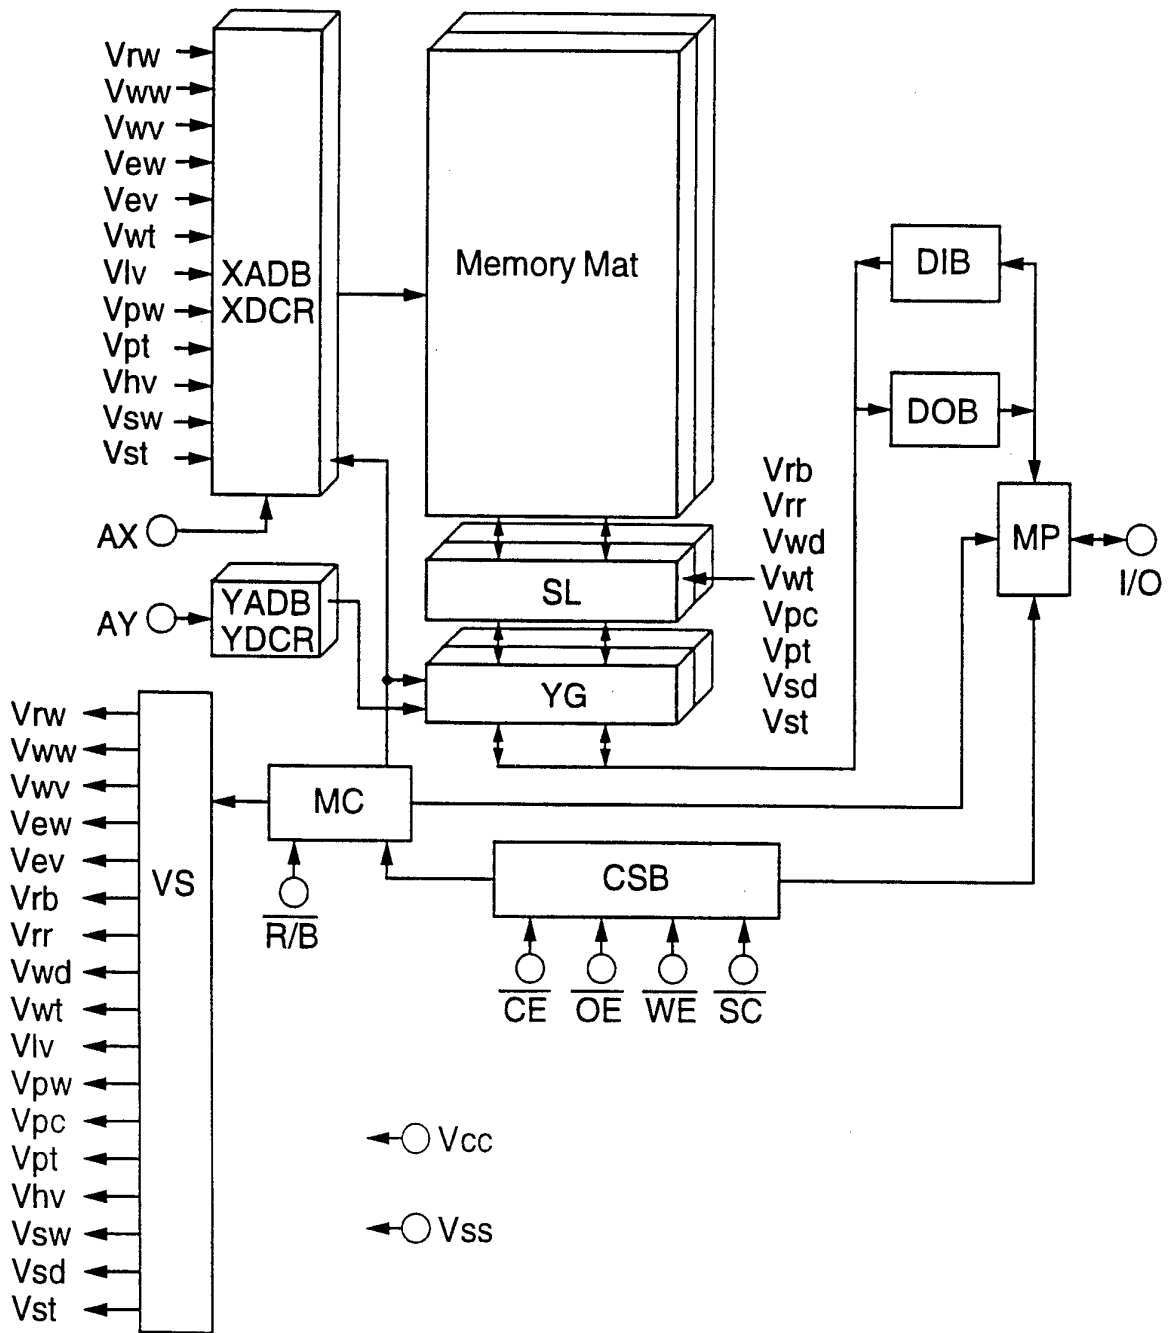 Vrw
Vww
Vwv
Vew
Vev
Vwt
Vlv
Vpw
Vpt
Vhv
Vsw
Vst
XADB
XDCR
AX
Memory Mat
DIB
DOB
MP
I/O
SL
Vrb
Vrr
Vwd
Vwt
Vpc
Vpt
Vsd
Vst
AY
YADB
YDCR
YG
MC
R/B
CSB
CE
OE
WE
SC
VS
Vrw
Vww
Vwv
Vew
Vev
Vrb
Vrr
Vwd
Vwt
Vlv
Vpw
Vpc
Vpt
Vhv
Vsw
Vsd
Vst
Vcc
Vss